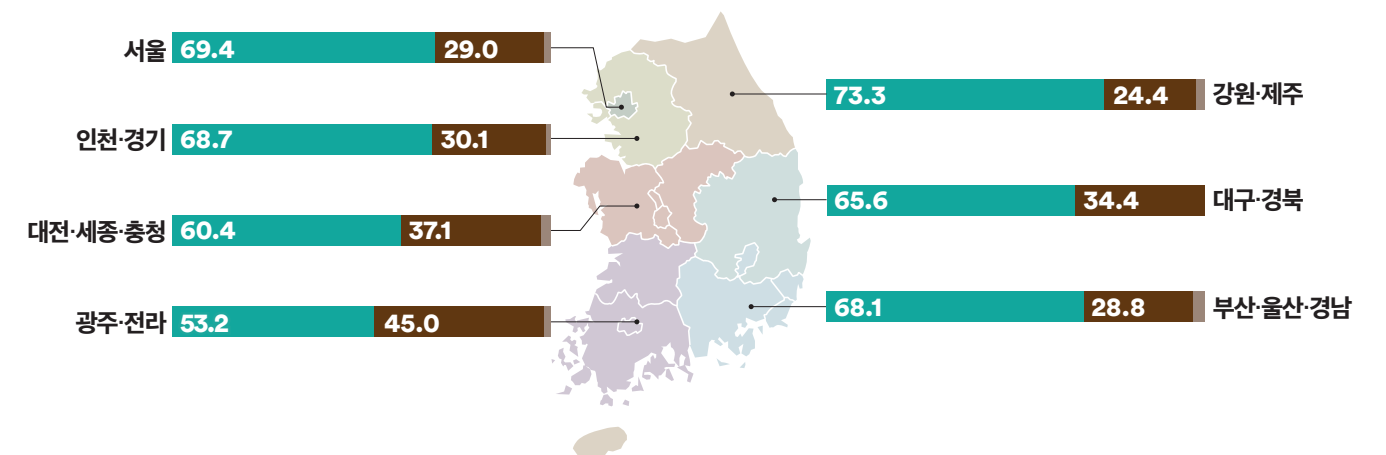 서울 69.4 29.0
인천·경기 68.7 30.1
대전·세종·충청 60.4 37.1
광주·전라 53.2 45.0
73.3 24.4 강원·제주
65.6 34.4 대구·경북
68.1 28.8 부산·울산·경남